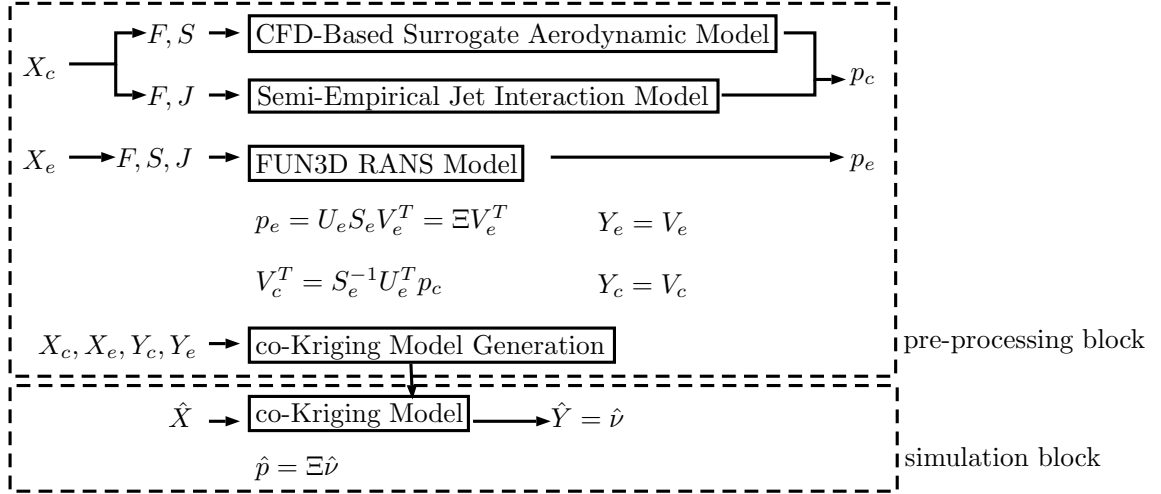 F, S CFD-Based Surrogate Aerodynamic Model
X_c p_c
F, J Semi-Empirical Jet Interaction Model
X_e F, S, J FUN3D RANS Model p_e
p_e = U_e S_e V_e^T = ΞV_e^T Y_e = V_e
V_c^T = S_e^{-1} U_e^T p_c Y_c = V_c
X_c, X_e, Y_c, Y_e co-Kriging Model Generation pre-processing block
X̂ co-Kriging Model Ŷ = ν̂
p̂ = Ξν̂ simulation block